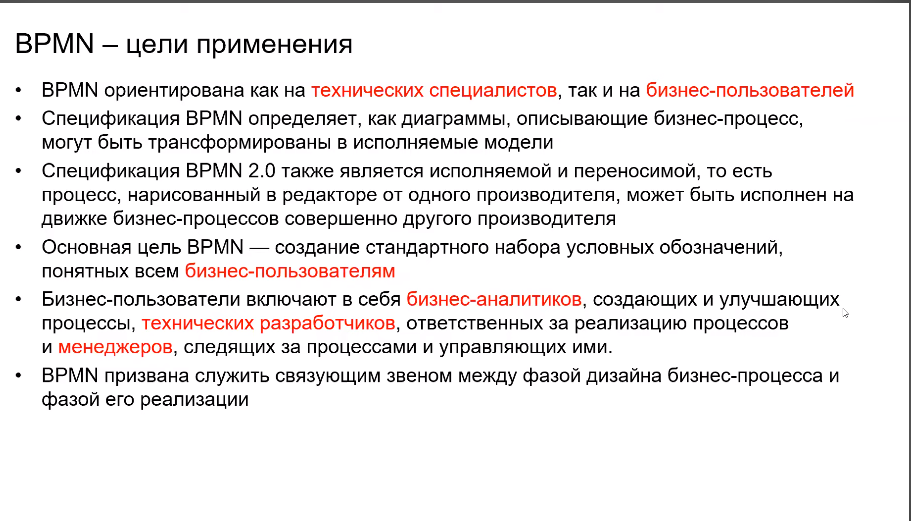 BPMN – цели применения
• BPMN ориентирована как на технических специалистов, так и на бизнес-пользователей
• Спецификация BPMN определяет, как диаграммы, описывающие бизнес-процесс,
могут быть трансформированы в исполняемые модели
• Спецификация BPMN 2.0 также является исполняемой и переносимой, то есть
процесс, нарисованный в редакторе от одного производителя, может быть исполнен на
движке бизнес-процессов совершенно другого производителя
• Основная цель BPMN — создание стандартного набора условных обозначений,
понятных всем бизнес-пользователям
• Бизнес-пользователи включают в себя бизнес-аналитиков, создающих и улучшающих
процессы, технических разработчиков, ответственных за реализацию процессов
и менеджеров, следящих за процессами и управляющих ими.
• BPMN призвана служить связующим звеном между фазой дизайна бизнес-процесса и
фазой его реализации